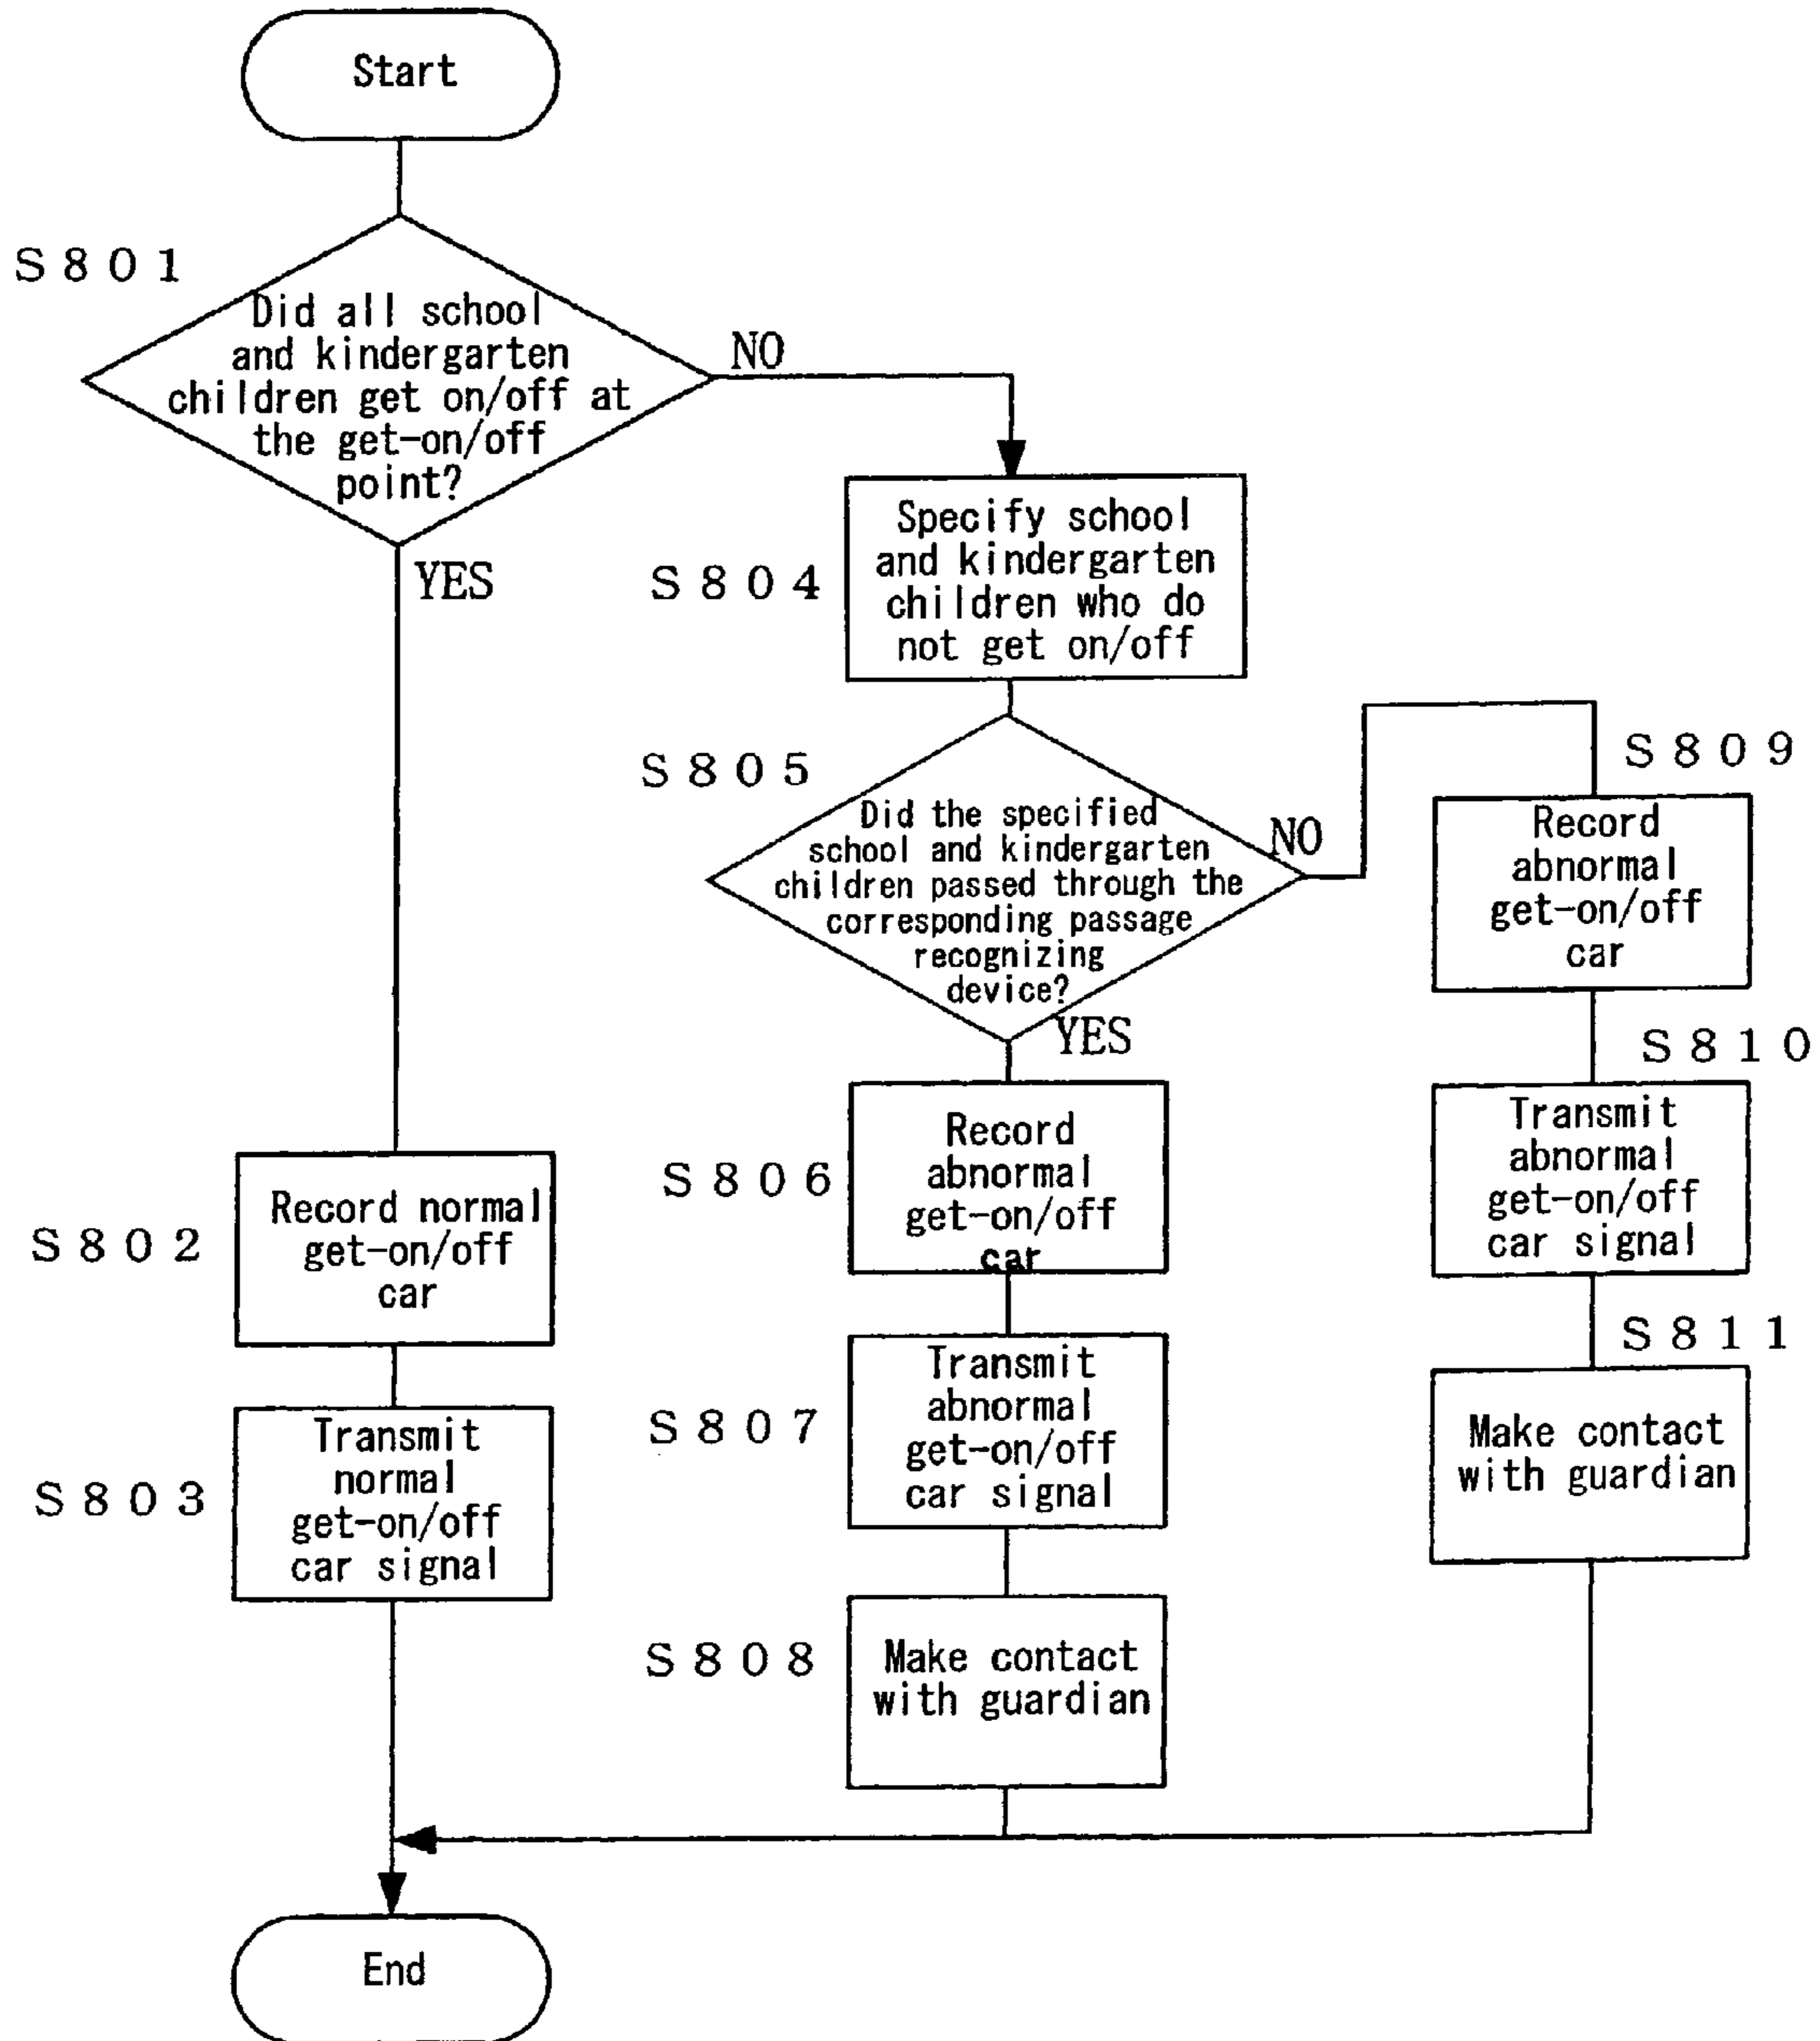 Start
S801
Did all school
and kindergarten
children get on/off at
the get-on/off
point?
NO
YES
S804
Specify school
and kindergarten
children who do
not get on/off
S805
Did the specified
school and kindergarten
children passed through the
corresponding passage
recognizing
device?
NO
YES
S809
Record
abnormal
get-on/off
car
S810
Transmit
abnormal
get-on/off
car signal
S811
Make contact
with guardian
S806
Record
abnormal
get-on/off
car
S807
Transmit
abnormal
get-on/off
car signal
S808
Make contact
with guardian
S802
Record normal
get-on/off
car
S803
Transmit
normal
get-on/off
car signal
End